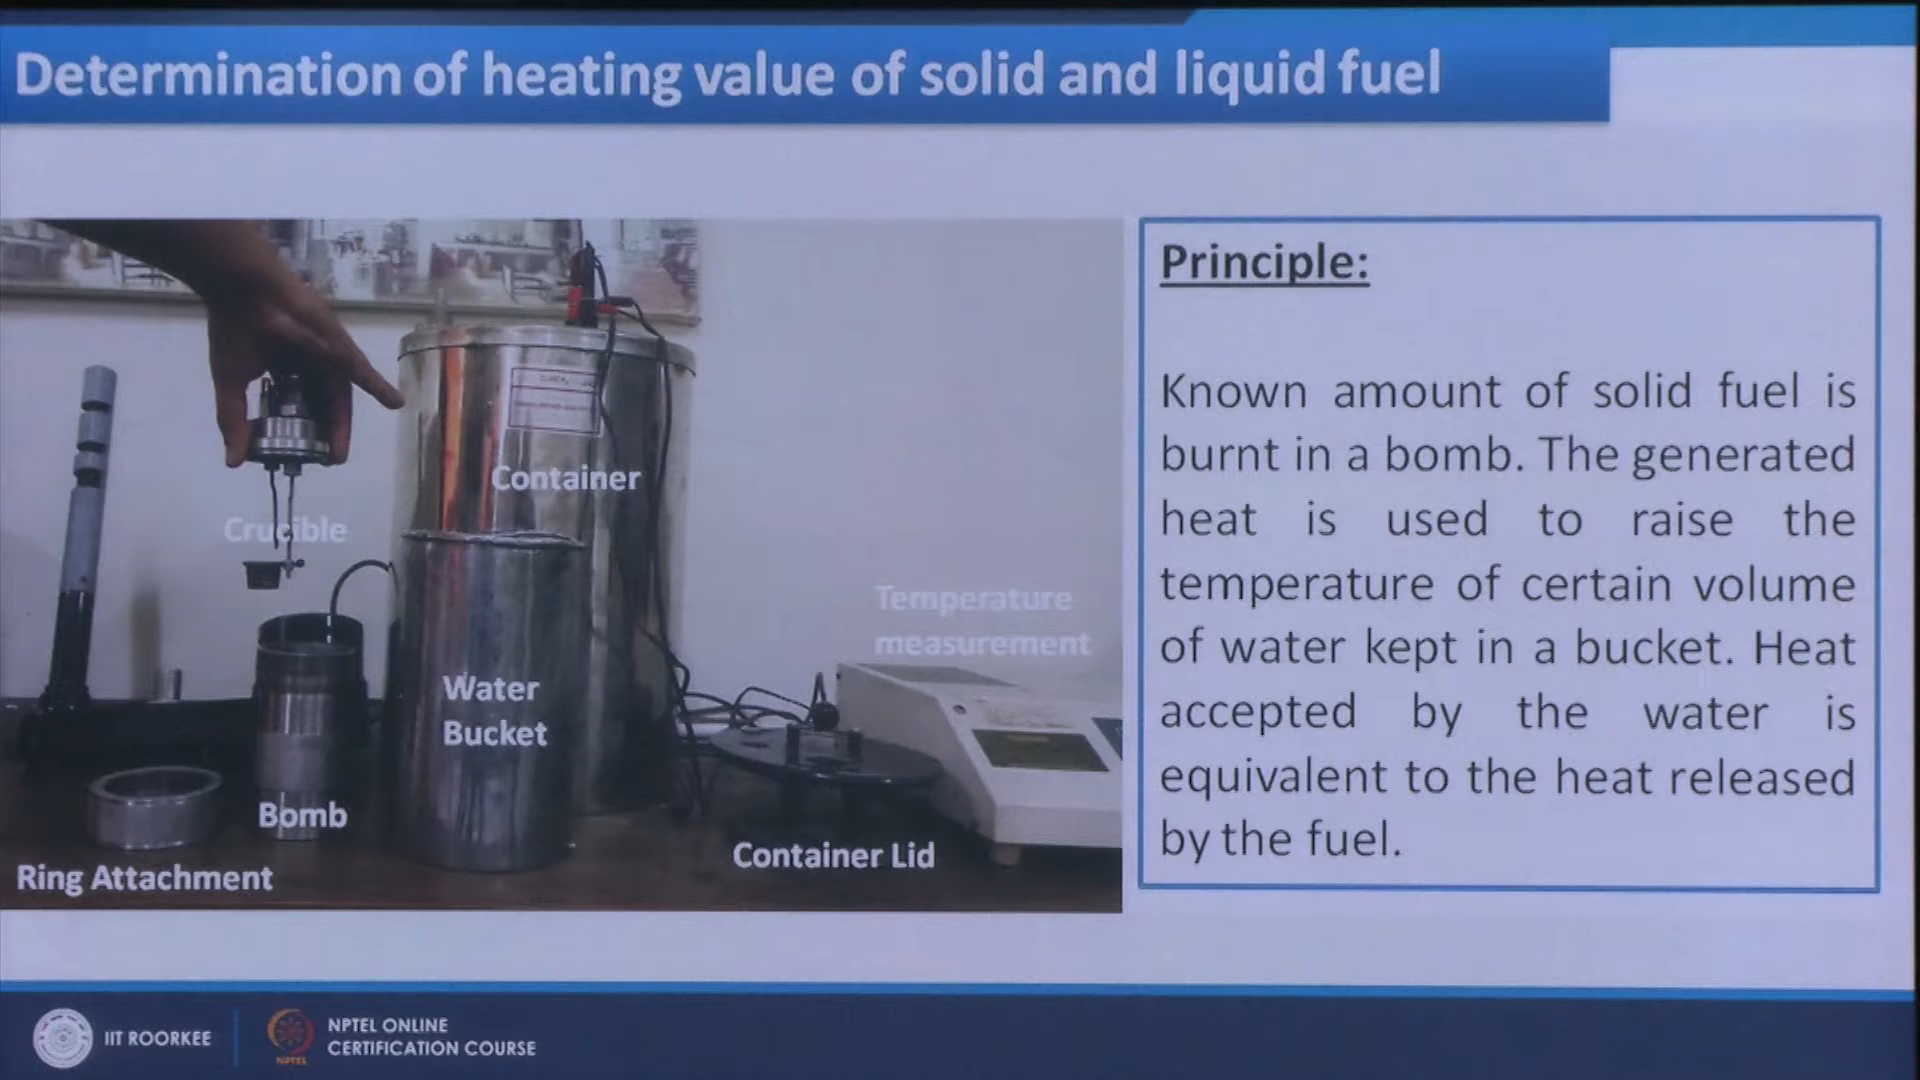 Determination of heating value of solid and liquid fuel
Container
Crucible
Temperature
measurement
Water
Bucket
Bomb
Container Lid
Ring Attachment
Principle:
Known amount of solid fuel is
burnt in a bomb. The generated
heat is used to raise the
temperature of certain volume
of water kept in a bucket. Heat
accepted by the water is
equivalent to the heat released
by the fuel.
IIT ROORKEE
NPTEL
NPTEL ONLINE
CERTIFICATION COURSE